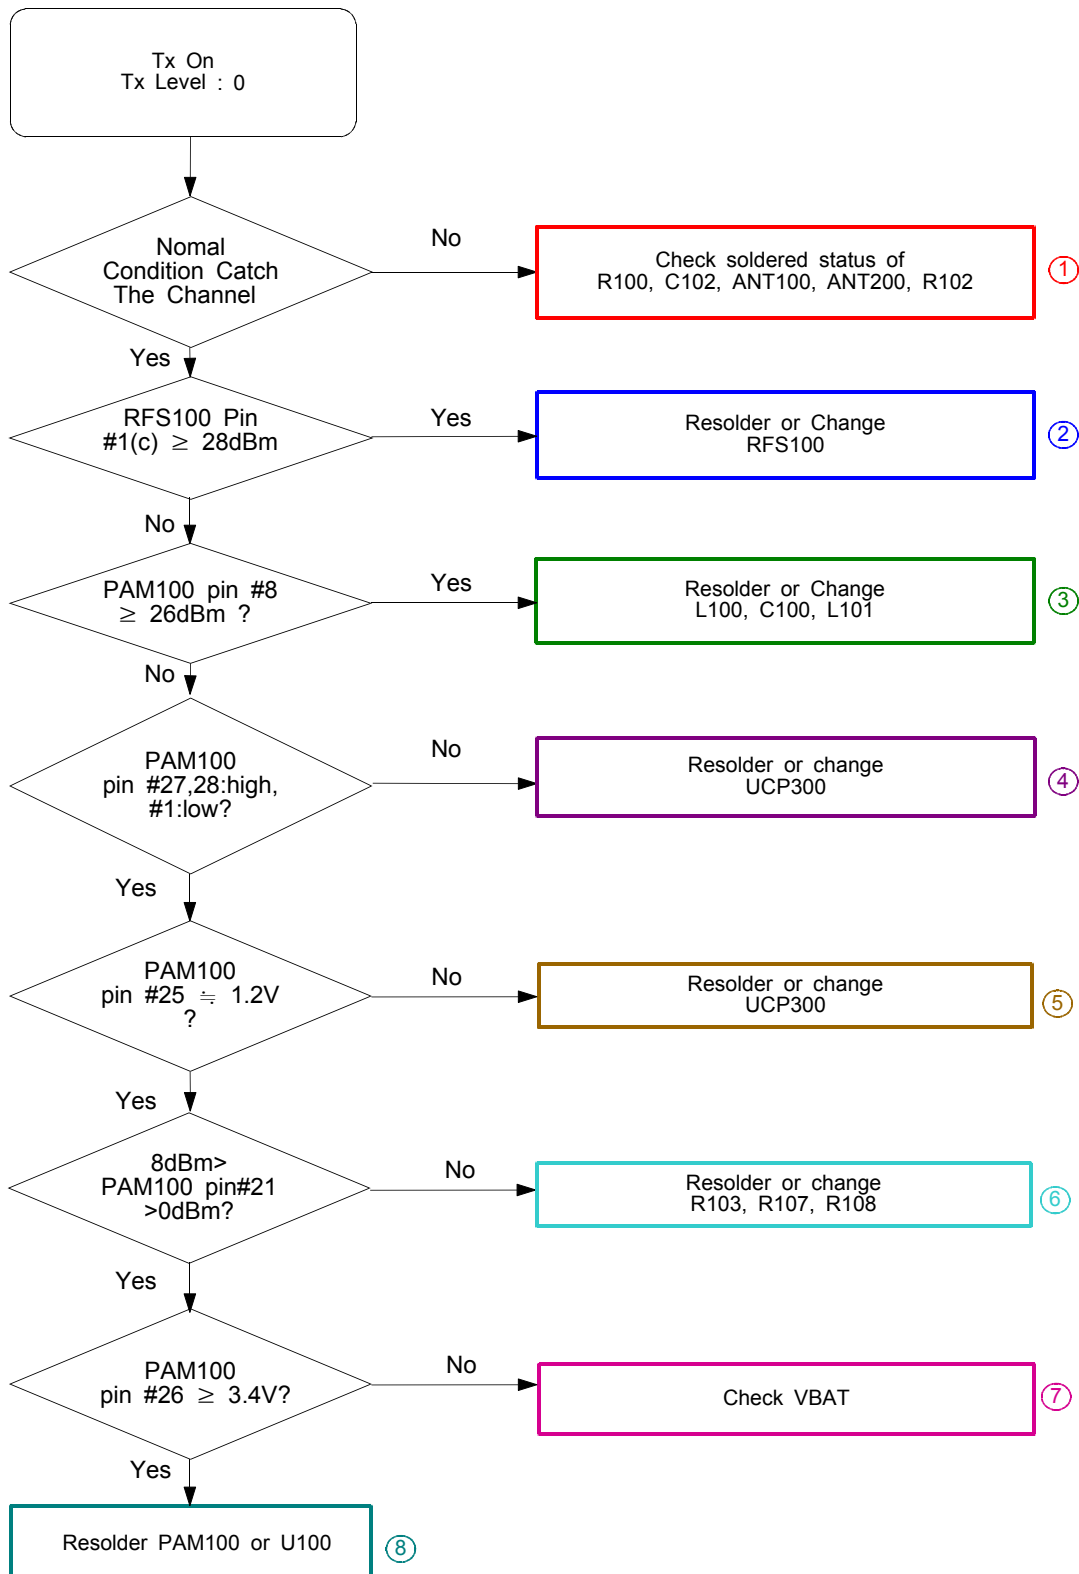 Tx On
Tx Level : 0
Nomal
Condition Catch
The Channel
No
Check soldered status of
R100, C102, ANT100, ANT200, R102
1
Yes
RFS100 Pin
#1(c) ≥ 28dBm
Yes
Resolder or Change
RFS100
2
No
PAM100 pin #8
≥ 26dBm ?
Yes
Resolder or Change
L100, C100, L101
3
No
PAM100
pin #27,28:high,
#1:low?
No
Resolder or change
UCP300
4
Yes
PAM100
pin #25 ≒ 1.2V
?
No
Resolder or change
UCP300
5
Yes
8dBm>
PAM100 pin#21
>0dBm?
No
Resolder or change
R103, R107, R108
6
Yes
PAM100
pin #26 ≥ 3.4V?
No
Check VBAT
7
Yes
Resolder PAM100 or U100
8